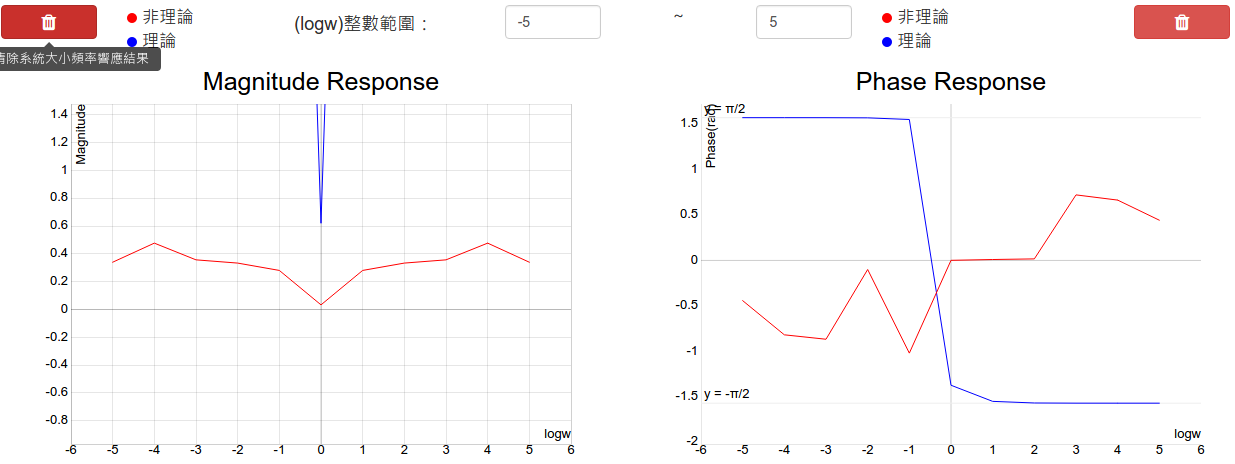 非理論
理論
(logw)整數範圍：
-5
~
5
非理論
理論
清除系統大小頻率響應結果
Magnitude Response
1.4
1.2
1
0.8
0.6
0.4
0.2
0
-0.2
-0.4
-0.6
-0.8
Magnitude
logw
-6 -5 -4 -3 -2 -1 0 1 2 3 4 5 6
Phase Response
y = π/2
1.5
1
0.5
0
-0.5
-1
-1.5
-2
Phase(rad)
y = -π/2
logw
-6 -5 -4 -3 -2 -1 0 1 2 3 4 5 6